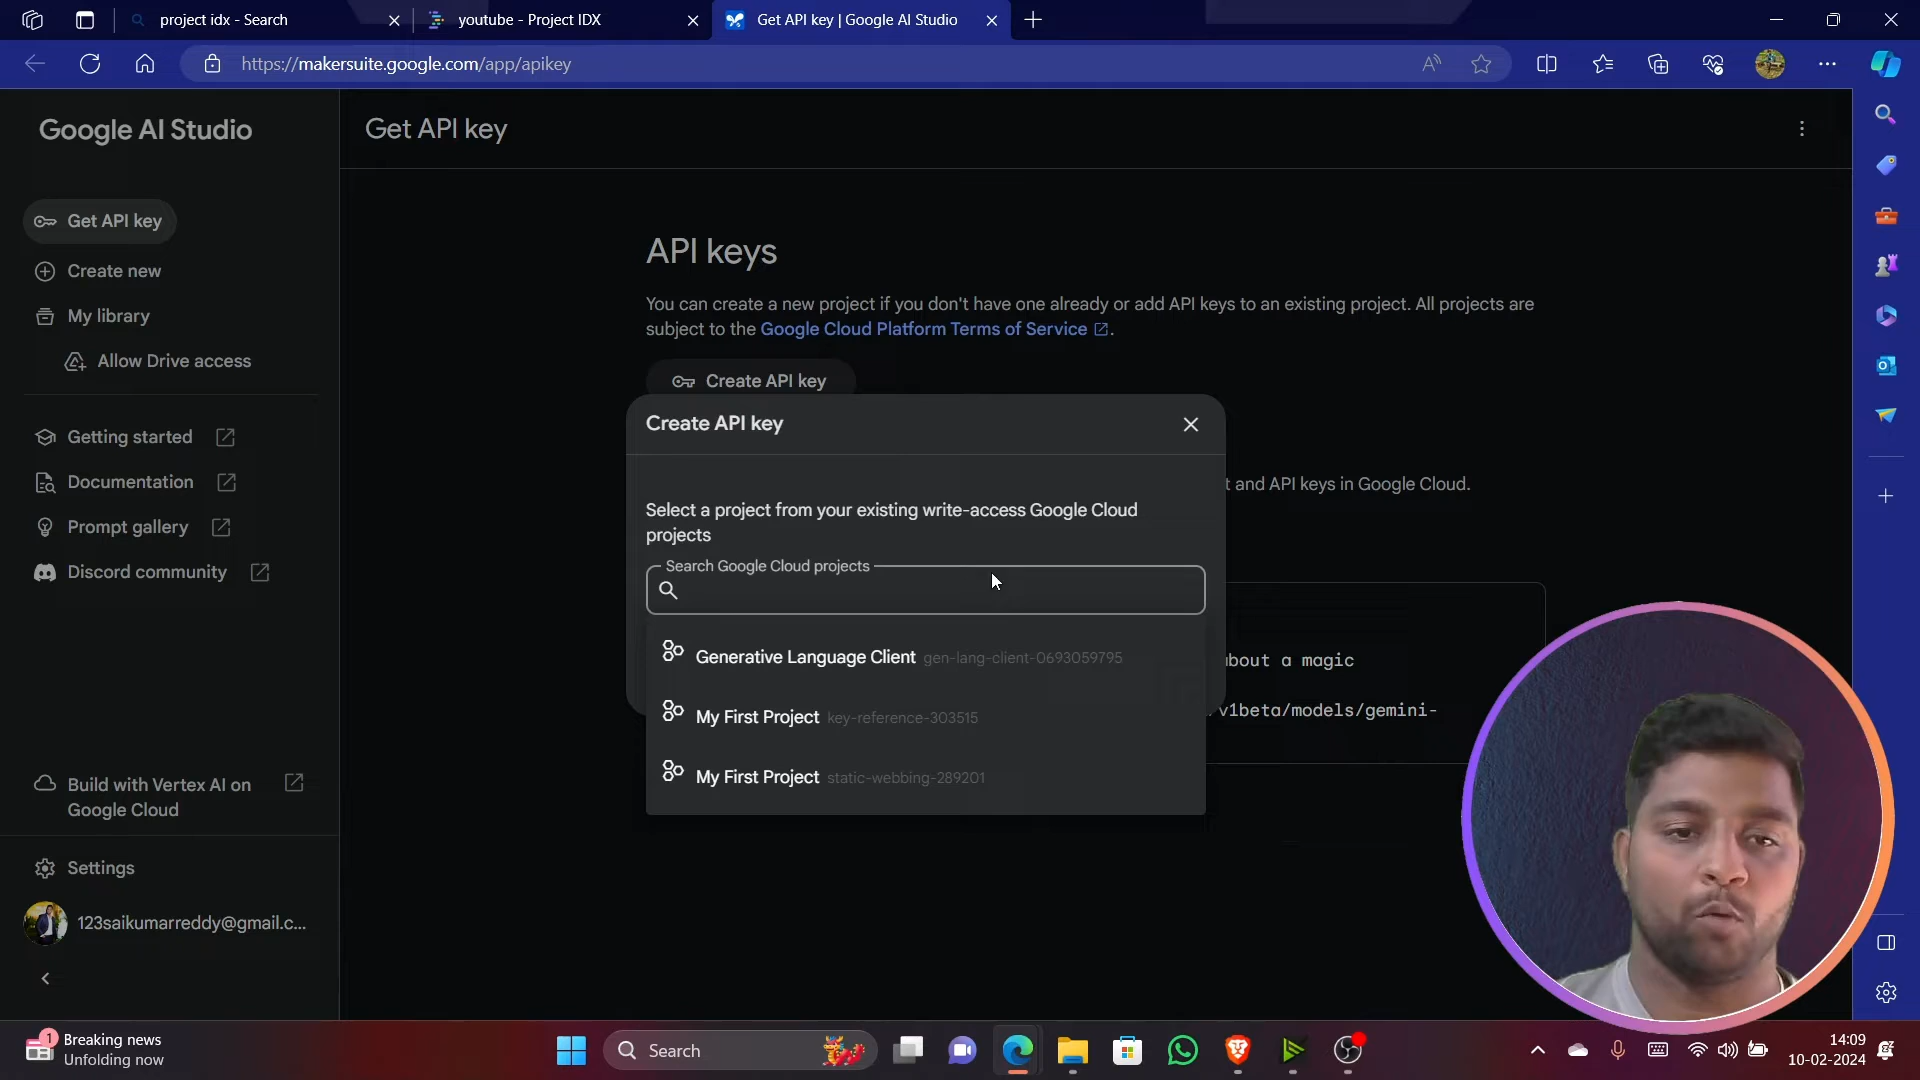 project idx - Search
youtube - Project IDX
Get API key | Google AI Studio
https://makersuite.google.com/app/apikey
Google AI Studio
Get API key
Get API key
Create new
My library
Allow Drive access
Getting started
Documentation
Prompt gallery
Discord community
Build with Vertex AI on
Google Cloud
Settings
123saikumarreddy@gmail.c...
API keys
You can create a new project if you don't have one already or add API keys to an existing project. All projects are
subject to the Google Cloud Platform Terms of Service .
Create API key
Create API key
t and API keys in Google Cloud.
Select a project from your existing write-access Google Cloud
projects
Search Google Cloud projects
Generative Language Client gen-lang-client-0693059795
My First Project key-reference-303515
My First Project static-webbing-289201
bout a magic
v1beta/models/gemini-
1
Breaking news
Unfolding now
Search
14:09
10-02-2024